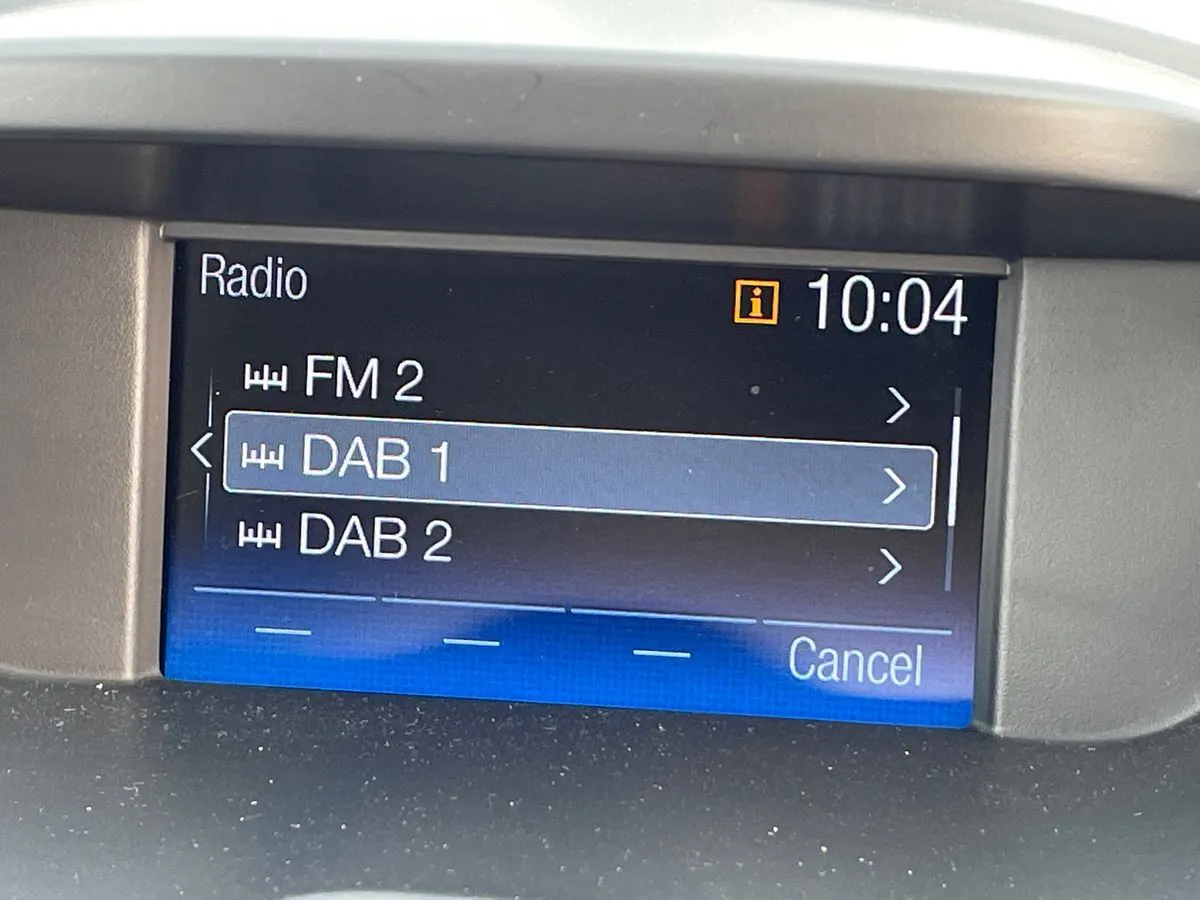 Radio
i 10:04
FM 2
DAB 1
DAB 2
Cancel